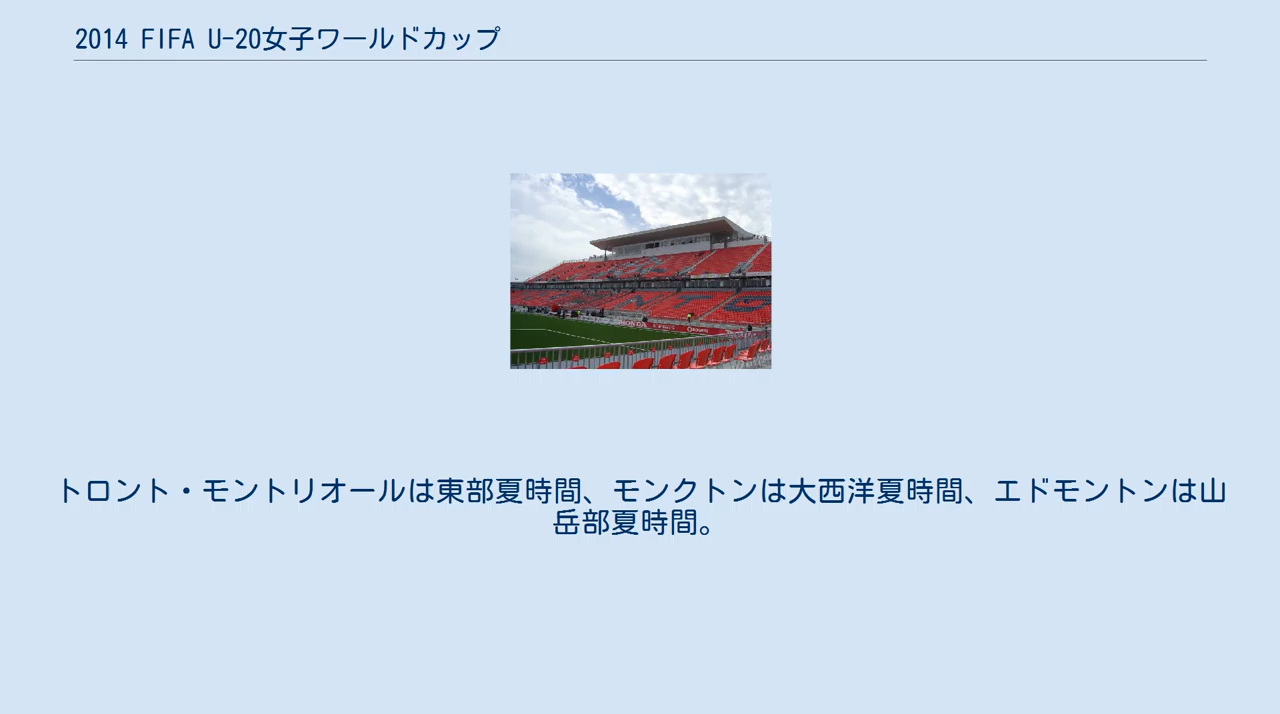 2014 FIFA U-20女子ワールドカップ
HONDA
トロント・モントリオールは東部夏時間、モンクトンは大西洋夏時間、エドモントンは山
岳部夏時間。